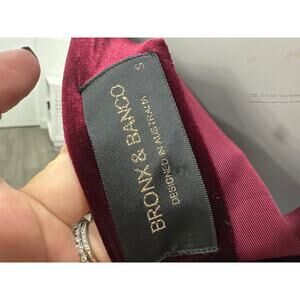 BRONX & BANCO
DESIGNED IN AUSTRALIA
S